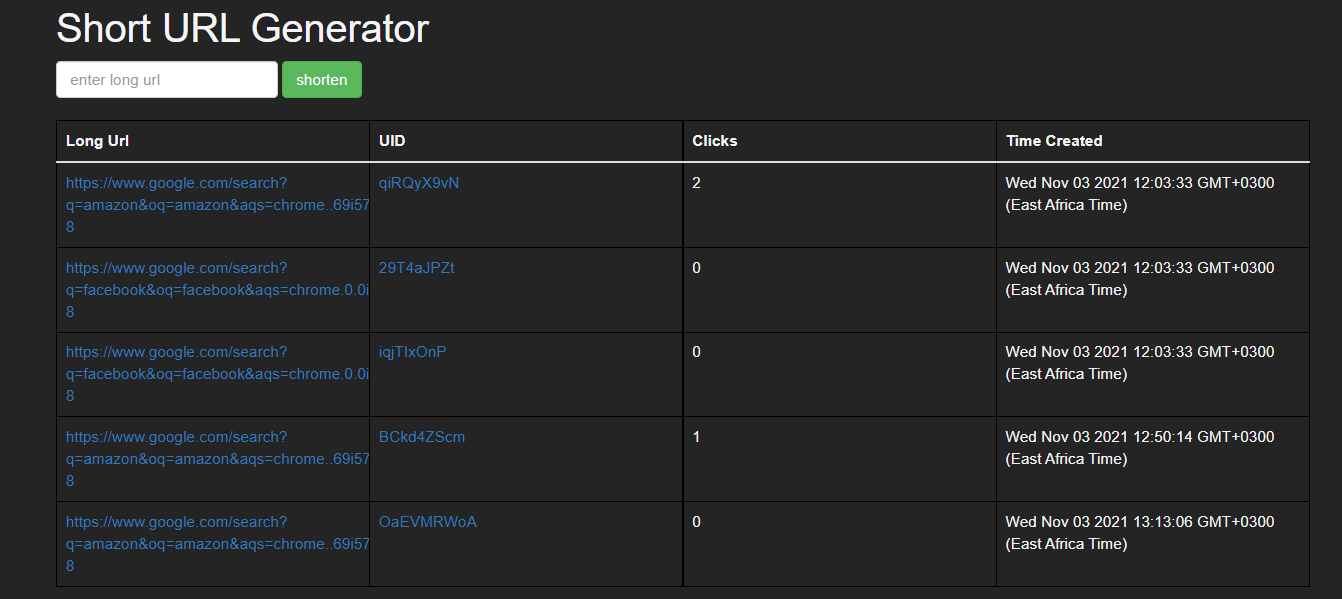 Short URL Generator
enter long url
shorten
Long Url
UID
Clicks
Time Created
https://www.google.com/search?
q=amazon&oq=amazon&aqs=chrome..69i57
8
qiRQyX9vN
2
Wed Nov 03 2021 12:03:33 GMT+0300
(East Africa Time)
https://www.google.com/search?
q=facebook&oq=facebook&aqs=chrome.0.0i
8
29T4aJPZt
0
Wed Nov 03 2021 12:03:33 GMT+0300
(East Africa Time)
https://www.google.com/search?
q=facebook&oq=facebook&aqs=chrome.0.0i
8
iqjTIxOnP
0
Wed Nov 03 2021 12:03:33 GMT+0300
(East Africa Time)
https://www.google.com/search?
q=amazon&oq=amazon&aqs=chrome..69i57
8
BCkd4ZScm
1
Wed Nov 03 2021 12:50:14 GMT+0300
(East Africa Time)
https://www.google.com/search?
q=amazon&oq=amazon&aqs=chrome..69i57
8
OaEVMRWoA
0
Wed Nov 03 2021 13:13:06 GMT+0300
(East Africa Time)